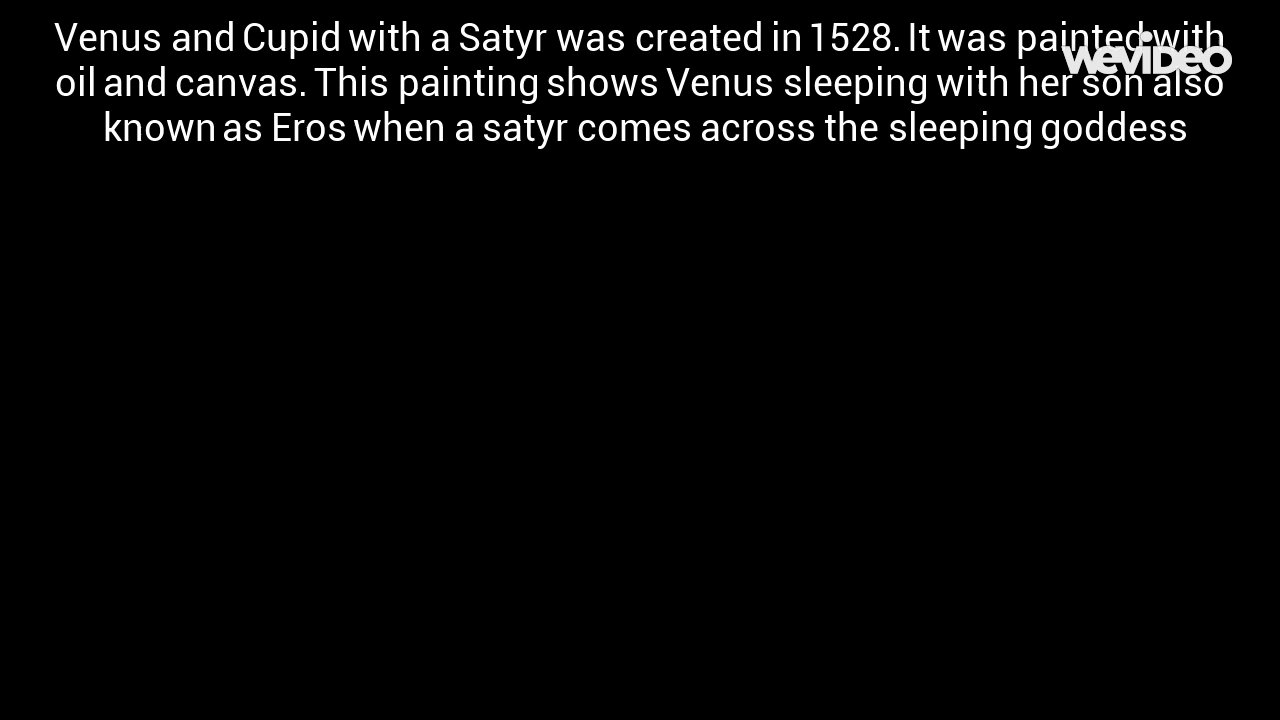 Venus and Cupid with a Satyr was created in 1528. It was painted with
WeVideo
oil and canvas. This painting shows Venus sleeping with her son also
known as Eros when a satyr comes across the sleeping goddess